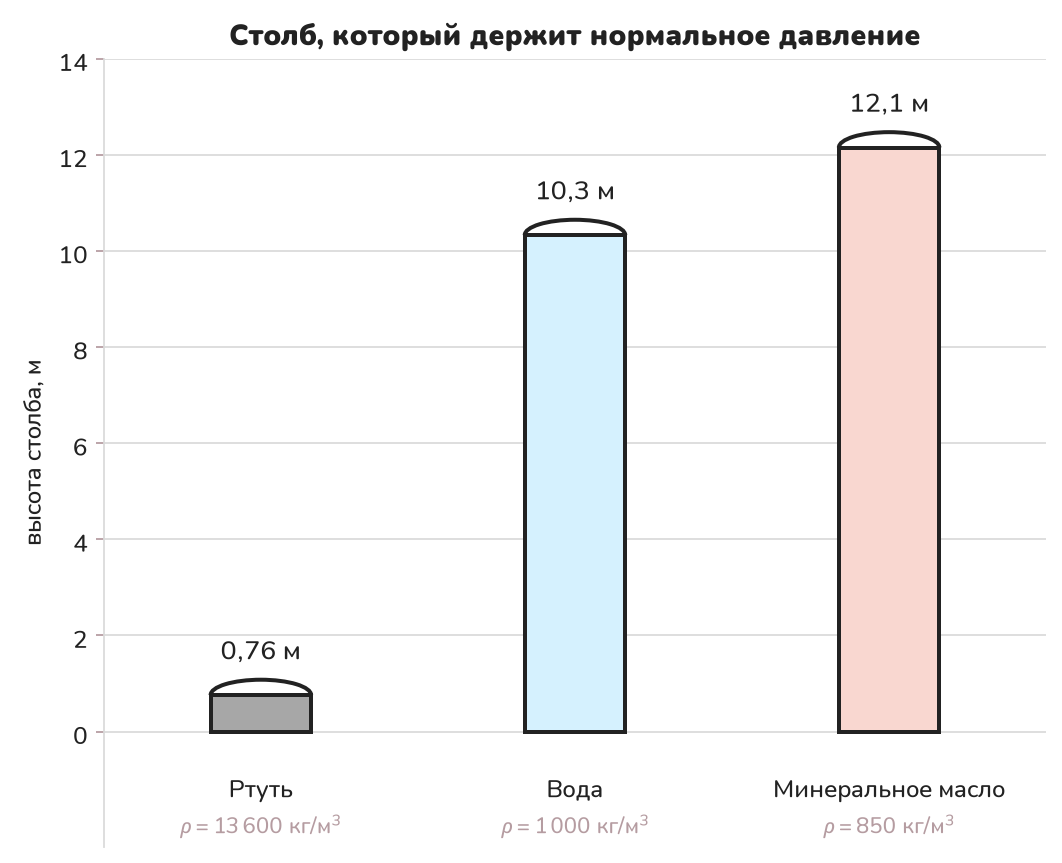 Столб, который держит нормальное давление
14
12,1 м
12
10,3 м
10
8
высота столба, м
6
4
2
0,76 м
0
Ртуть Вода Минеральное масло
ρ = 13 600 кг/м³ ρ = 1 000 кг/м³ ρ = 850 кг/м³